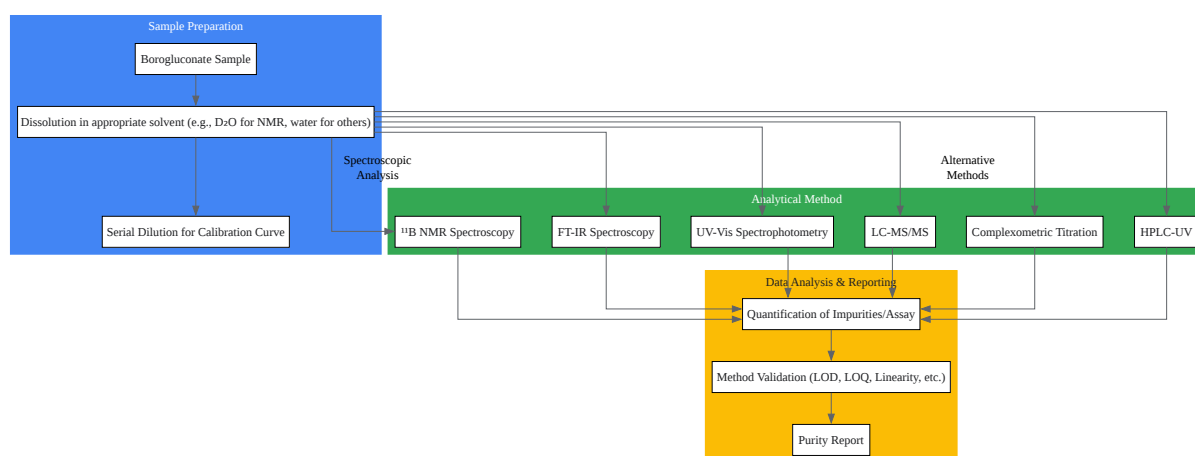 Sample Preparation
Borogluconate Sample
Dissolution in appropriate solvent (e.g., D₂O for NMR, water for others)
Spectroscopic
Analysis
Alternative
Methods
Serial Dilution for Calibration Curve
Analytical Method
¹¹B NMR Spectroscopy
FT-IR Spectroscopy
UV-Vis Spectrophotometry
LC-MS/MS
Complexometric Titration
HPLC-UV
Data Analysis & Reporting
Quantification of Impurities/Assay
Method Validation (LOD, LOQ, Linearity, etc.)
Purity Report